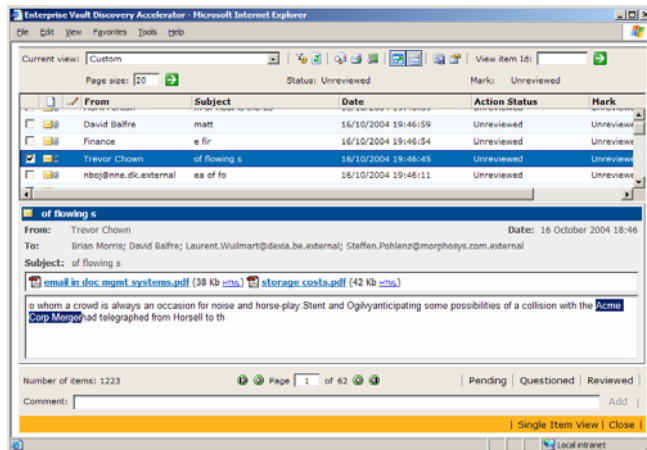 Enterprise Vault Discovery Accelerator - Microsoft Internet Explorer
File Edit View Favorites Tools Help
Current view: Custom View item Id:
Page size: 20 Status: Unreviewed Mark: Unreviewed
From Subject Date Action Status Mark
David Balfre matt 16/10/2004 19:46:59 Unreviewed Unreviewe
Finance e fir 16/10/2004 19:46:54 Unreviewed Unreviewe
Trevor Chown of flowing s 16/10/2004 19:46:45 Unreviewed Unreviewe
nboj@nne.dk.external ea of fo 16/10/2004 19:46:11 Unreviewed Unreviewe
of flowing s
From: Trevor Chown Date: 16 October 2004 18:46
To: Brian Morris; David Balfre; Laurent.Wuilmart@dexia.be.external; Steffen.Pohlenz@morphosys.com.external
Subject: of flowing s
email in doc mgmt systems.pdf (38 Kb HTML) storage costs.pdf (42 Kb HTML)
o whom a crowd is always an occasion for noise and horse-play.Stent and Ogilvyanticipating some possibilities of a collision with the Acme
Corp Mergerhad telegraphed from Horsell to th
Number of items: 1223 Page 1 of 62 | Pending | Questioned | Reviewed |
Comment: Add |
| Single Item View | Close |
Local intranet